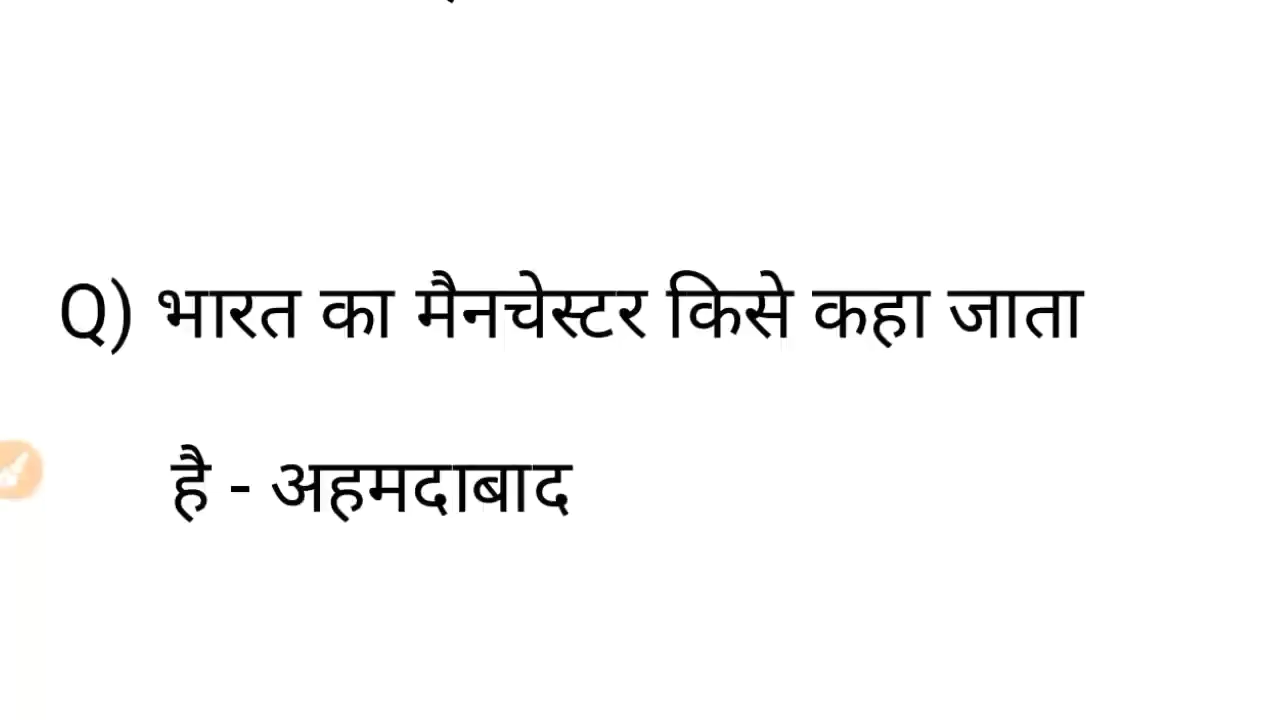 Q) भारत का मैनचेस्टर किसे कहा जाता
है - अहमदाबाद